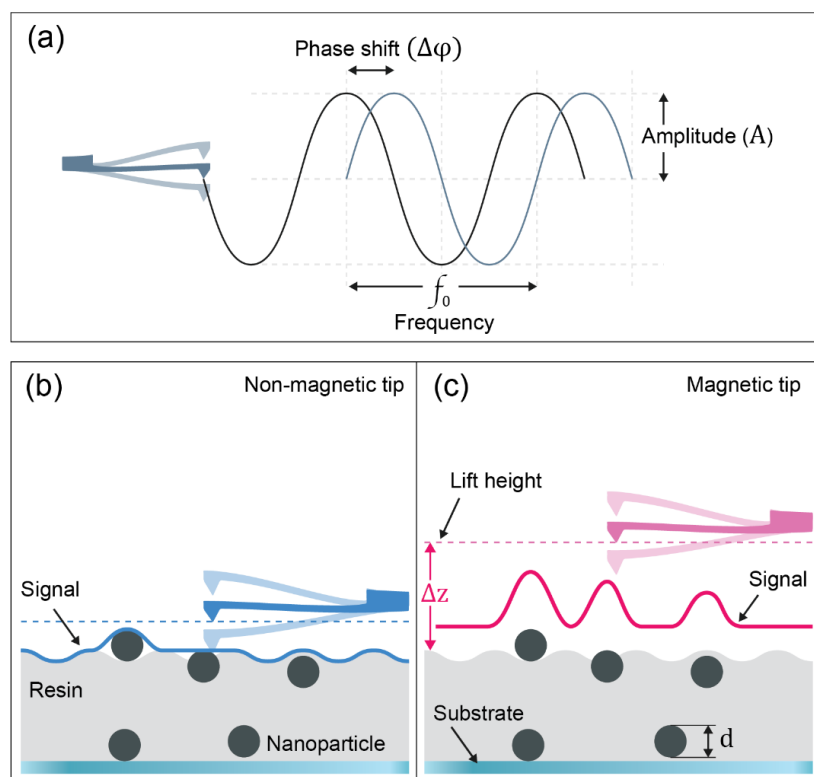 (a)
Phase shift (Δφ)
Amplitude (A)
f₀
Frequency
(b)
Non-magnetic tip
Signal
Resin
Nanoparticle
(c)
Magnetic tip
Lift height
Δz
Signal
Substrate
d